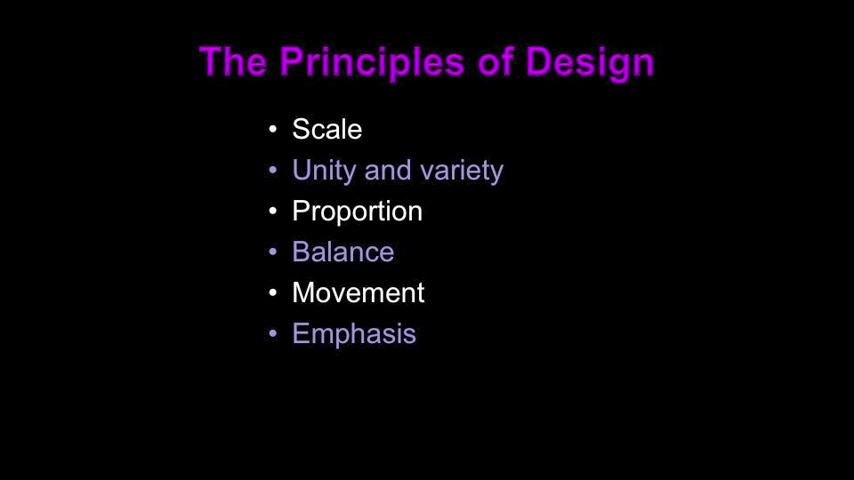 The Principles of Design
• Scale
• Unity and variety
• Proportion
• Balance
• Movement
• Emphasis